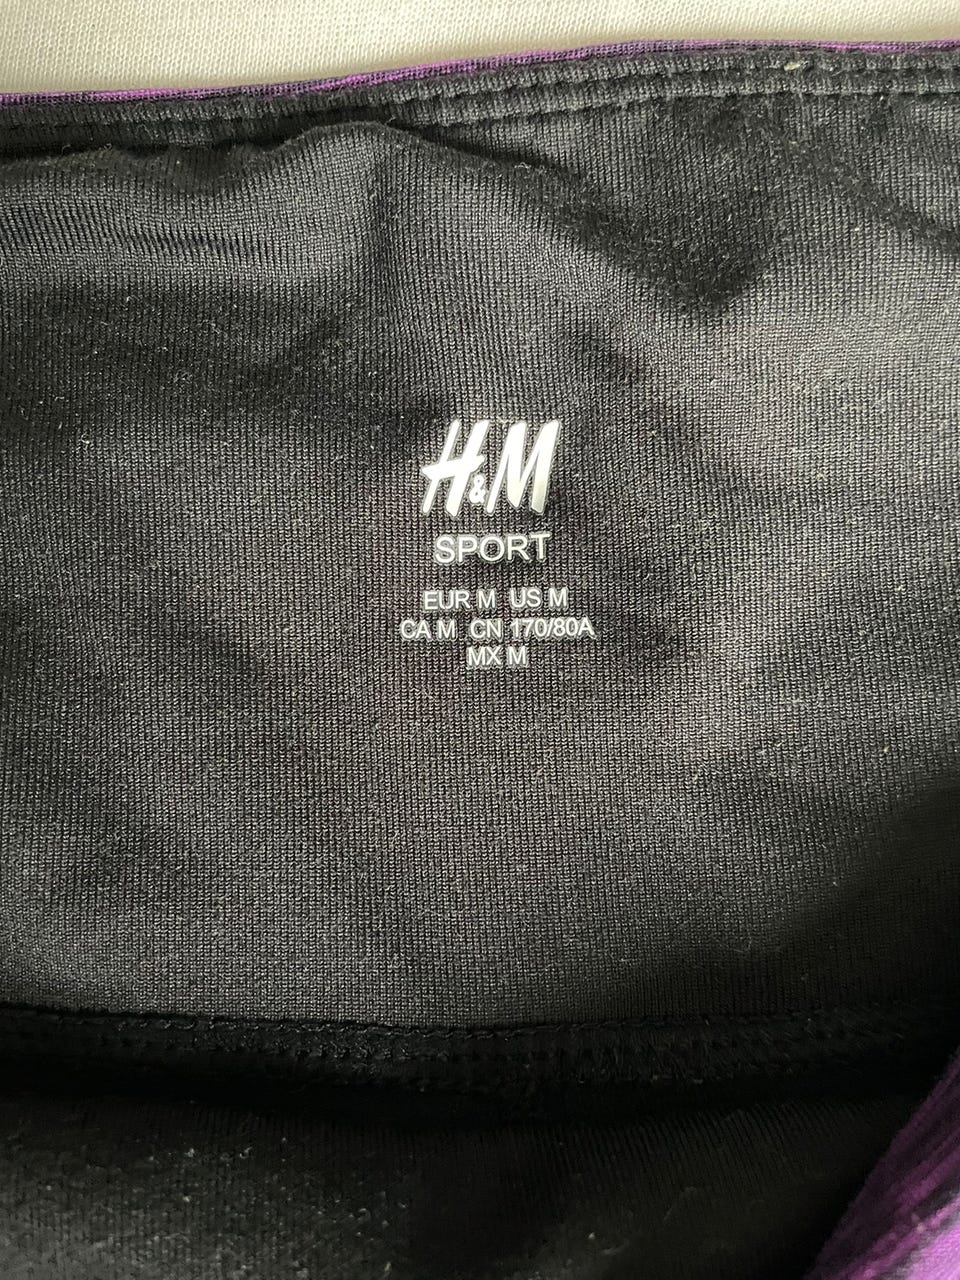 H&M
SPORT
EUR M US M
CA M CN 170/80A
MX M